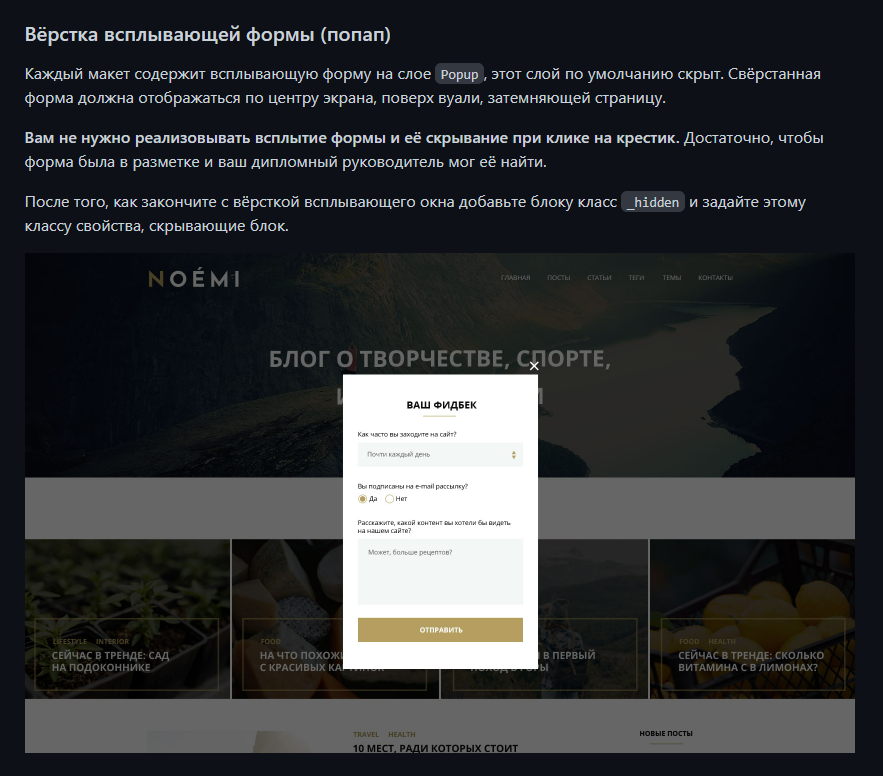 Вёрстка всплывающей формы (попап)
Каждый макет содержит всплывающую форму на слое Popup, этот слой по умолчанию скрыт. Свёрстанная
форма должна отображаться по центру экрана, поверх вуали, затемняющей страницу.
Вам не нужно реализовывать всплытие формы и её скрывание при клике на крестик. Достаточно, чтобы
форма была в разметке и ваш дипломный руководитель мог её найти.
После того, как закончите с вёрсткой всплывающего окна добавьте блоку класс _hidden и задайте этому
классу свойства, скрывающие блок.
NOÉMI
ГЛАВНАЯ ПОСТЫ СТАТЬИ ТЕГИ ТЕМЫ КОНТАКТЫ
БЛОГ О ТВОРЧЕСТВЕ, СПОРТЕ,
×
ВАШ ФИДБЕК
Как часто вы заходите на сайт?
Почти каждый день
Вы подписаны на e-mail рассылку?
Да Нет
Расскажите, какой контент вы хотели бы видеть
на нашем сайте?
Может, больше рецептов?
ОТПРАВИТЬ
LIFESTYLE INTERIOR
СЕЙЧАС В ТРЕНДЕ: САД
НА ПОДОКОННИКЕ
FOOD
НА ЧТО ПОХОЖ
С КРАСИВЫХ КА
В ПЕРВЫЙ
FOOD HEALTH
СЕЙЧАС В ТРЕНДЕ: СКОЛЬКО
ВИТАМИНА С В ЛИМОНАХ?
TRAVEL HEALTH
10 МЕСТ, РАДИ КОТОРЫХ СТОИТ
НОВЫЕ ПОСТЫ